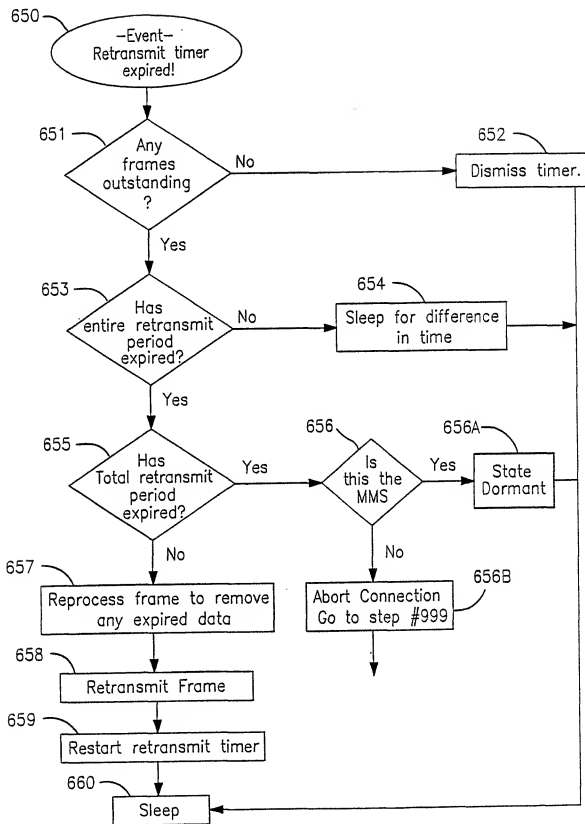 650
—Event—
Retransmit timer
expired!
651
Any
frames
outstanding
?
No
652
Dismiss timer.
Yes
653
Has
entire retransmit
period
expired?
No
654
Sleep for difference
in time
Yes
655
Has
Total retransmit
period
expired?
Yes
656
Is
this the
MMS
Yes
656A
State
Dormant
No
No
657
Reprocess frame to remove
any expired data
Abort Connection
Go to step #999
656B
658
Retransmit Frame
659
Restart retransmit timer
660
Sleep